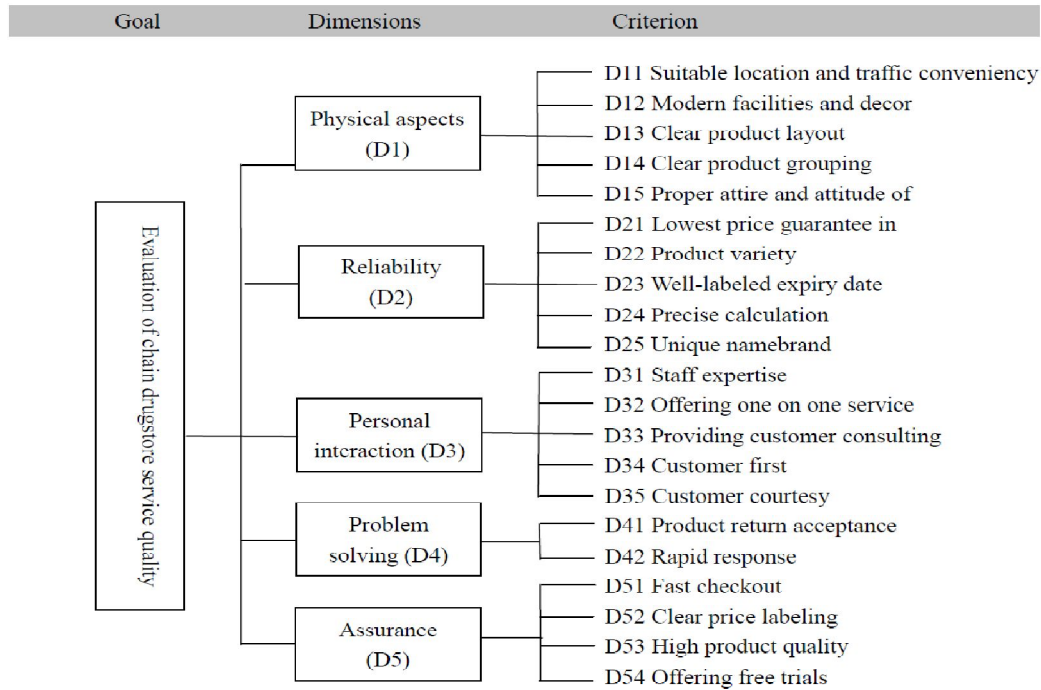 Goal Dimensions Criterion
Evaluation of chain drugstore service quality
Physical aspects
(D1)
D11 Suitable location and traffic conveniency
D12 Modern facilities and decor
D13 Clear product layout
D14 Clear product grouping
D15 Proper attire and attitude of
Reliability
(D2)
D21 Lowest price guarantee in
D22 Product variety
D23 Well-labeled expiry date
D24 Precise calculation
D25 Unique namebrand
Personal
interaction (D3)
D31 Staff expertise
D32 Offering one on one service
D33 Providing customer consulting
D34 Customer first
D35 Customer courtesy
Problem
solving (D4)
D41 Product return acceptance
D42 Rapid response
Assurance
(D5)
D51 Fast checkout
D52 Clear price labeling
D53 High product quality
D54 Offering free trials